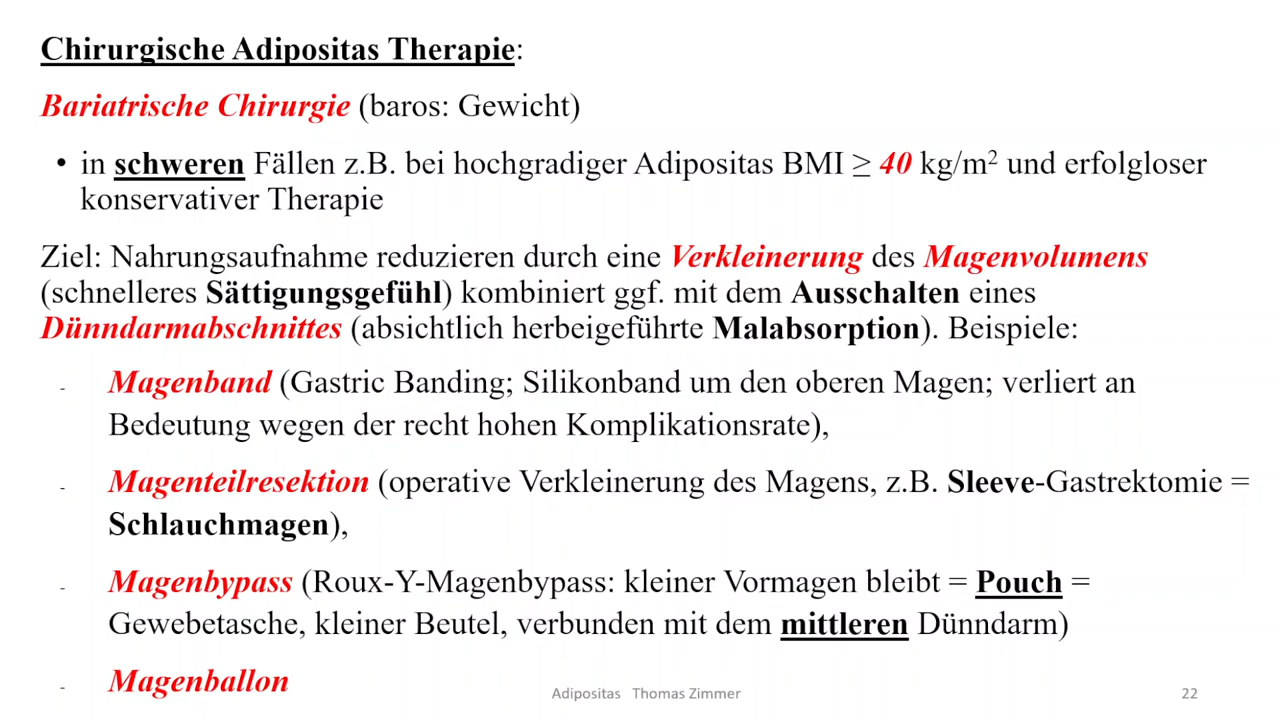 Chirurgische Adipositas Therapie:
Bariatrische Chirurgie (baros: Gewicht)
• in schweren Fällen z.B. bei hochgradiger Adipositas BMI ≥ 40 kg/m² und erfolgloser
konservativer Therapie
Ziel: Nahrungsaufnahme reduzieren durch eine Verkleinerung des Magenvolumens
(schnelleres Sättigungsgefühl) kombiniert ggf. mit dem Ausschalten eines
Dünndarmabschnittes (absichtlich herbeigeführte Malabsorption). Beispiele:
- Magenband (Gastric Banding; Silikonband um den oberen Magen; verliert an
Bedeutung wegen der recht hohen Komplikationsrate),
- Magenteilresektion (operative Verkleinerung des Magens, z.B. Sleeve-Gastrektomie =
Schlauchmagen),
- Magenbypass (Roux-Y-Magenbypass: kleiner Vormagen bleibt = Pouch =
Gewebetasche, kleiner Beutel, verbunden mit dem mittleren Dünndarm)
- Magenballon
Adipositas Thomas Zimmer
22